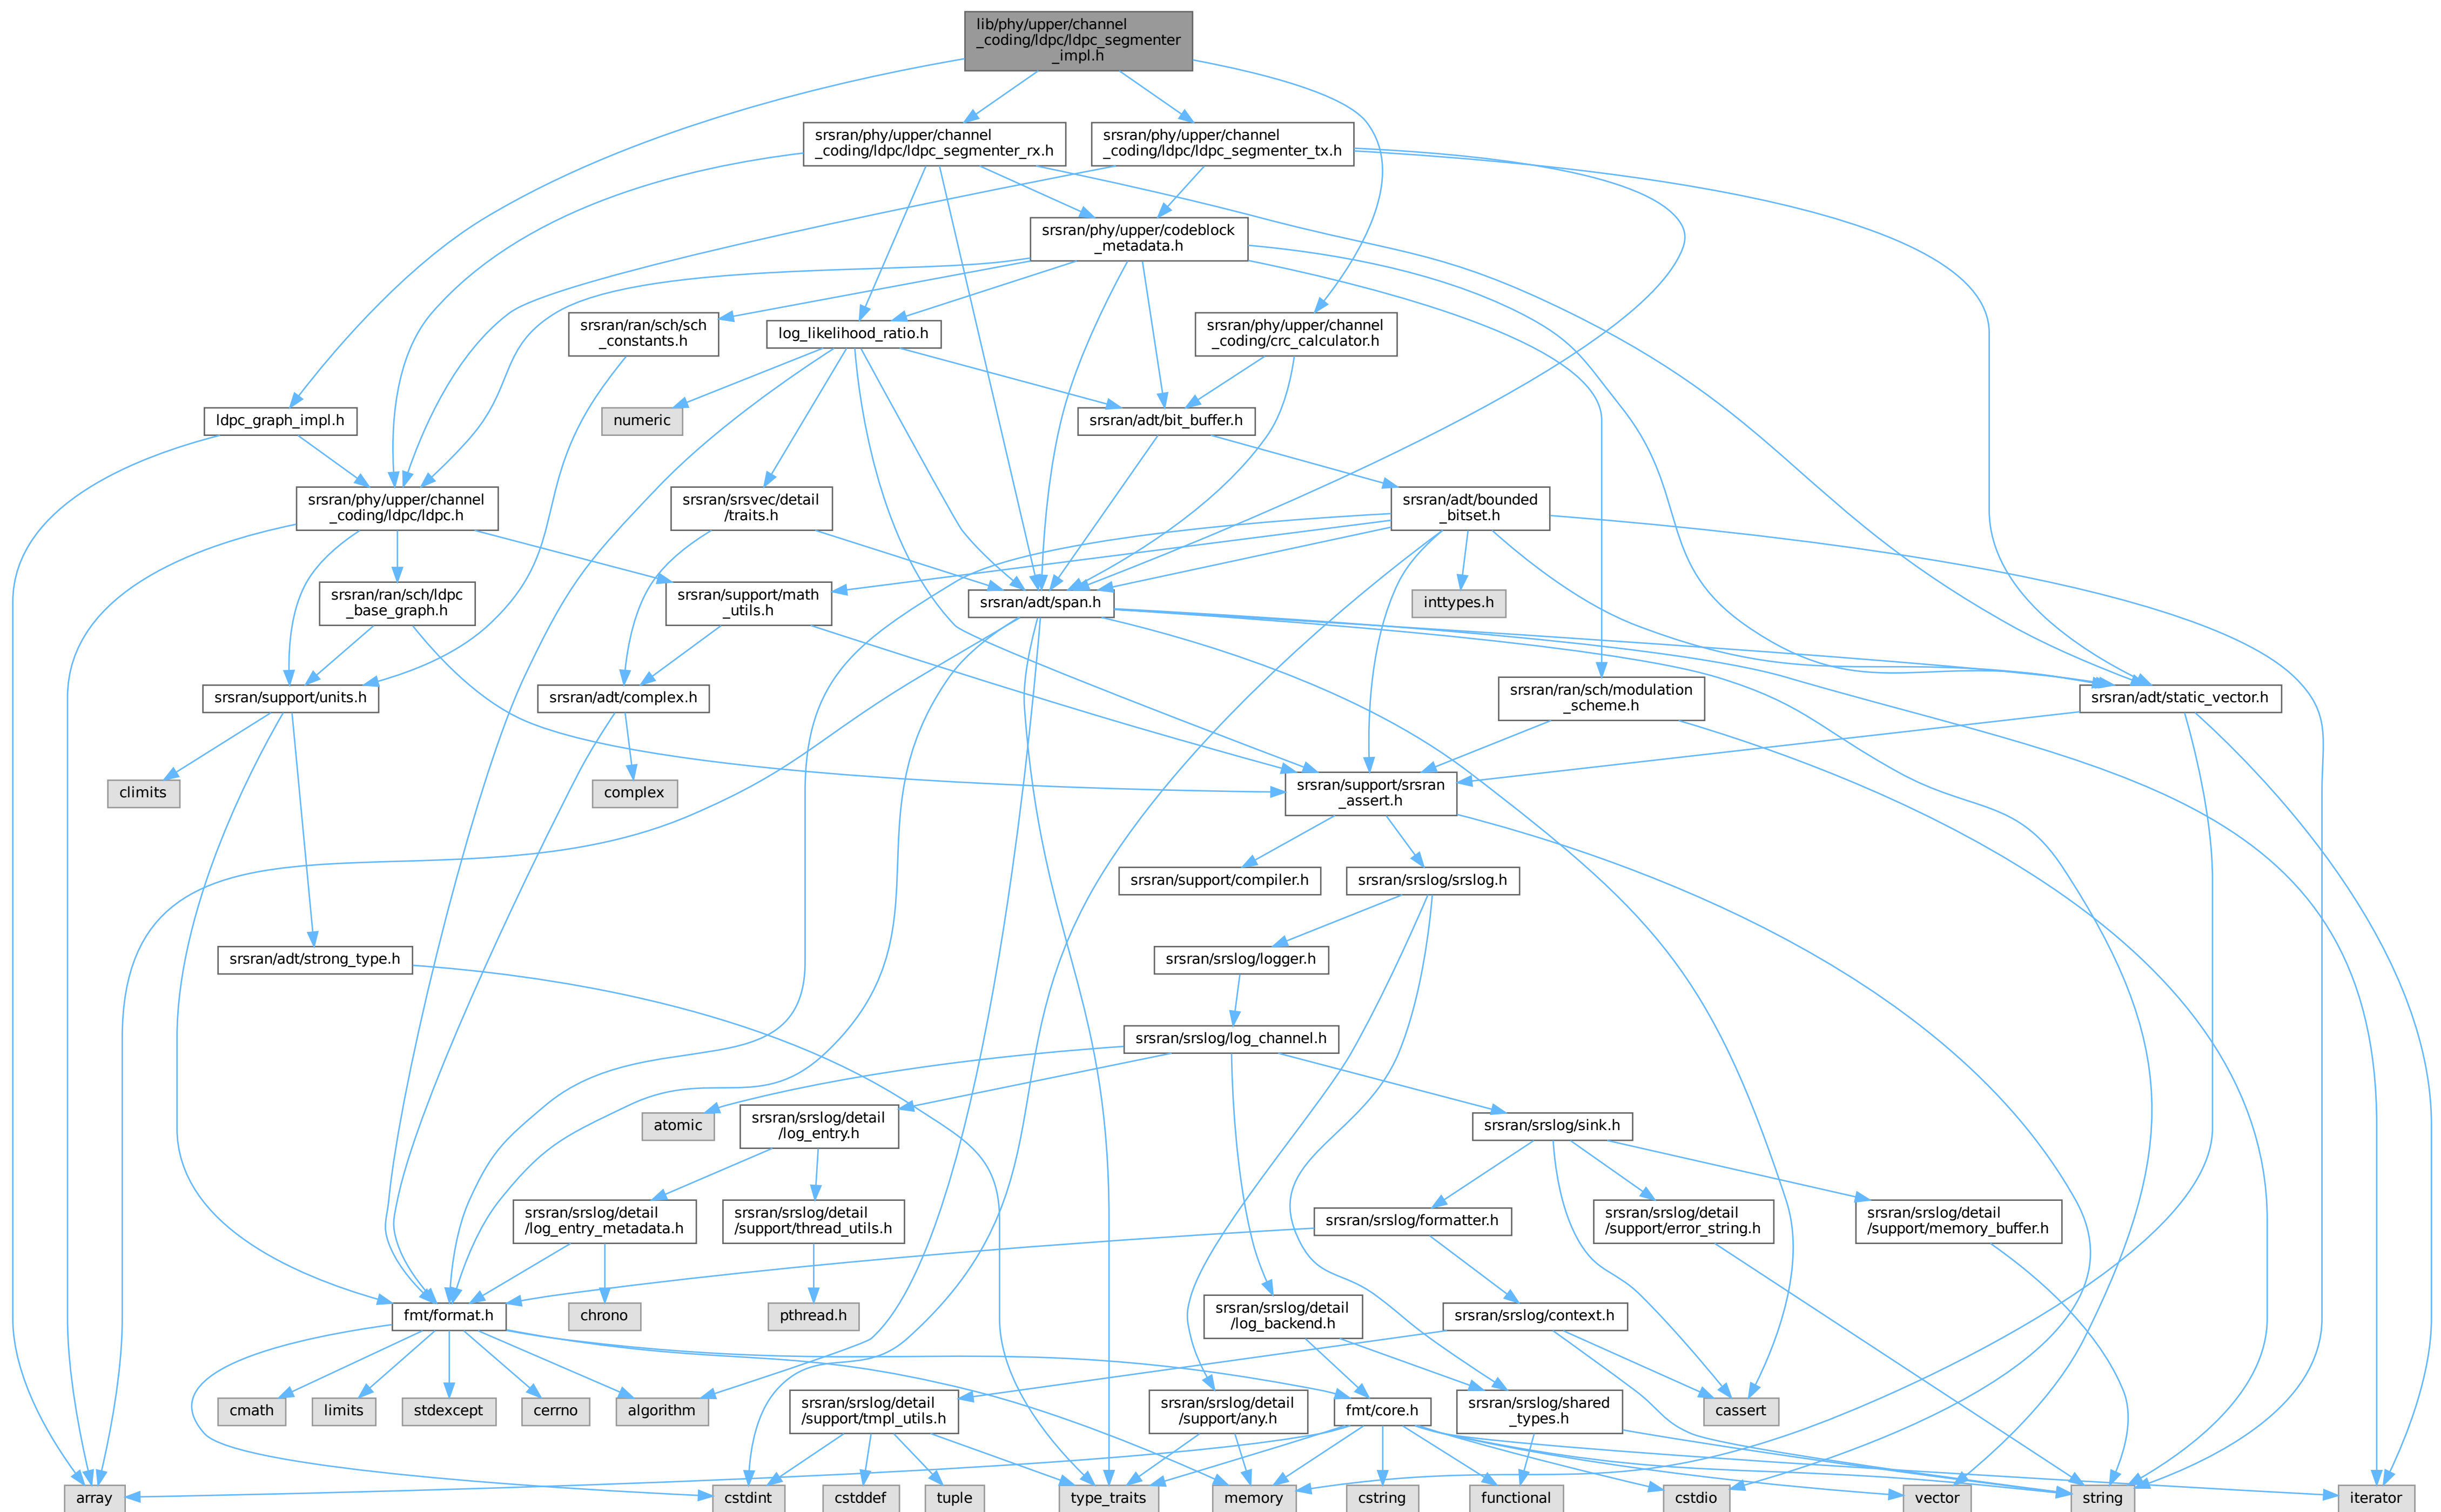 lib/phy/upper/channel
_coding/ldpc/ldpc_segmenter
_impl.h
srsran/phy/upper/channel
_coding/ldpc/ldpc_segmenter_rx.h
srsran/phy/upper/channel
_coding/ldpc/ldpc_segmenter_tx.h
srsran/phy/upper/codeblock
_metadata.h
srsran/ran/sch/sch
_constants.h
log_likelihood_ratio.h
srsran/phy/upper/channel
_coding/crc_calculator.h
ldpc_graph_impl.h
numeric
srsran/adt/bit_buffer.h
srsran/phy/upper/channel
_coding/ldpc/ldpc.h
srsran/srsvec/detail
/traits.h
srsran/adt/bounded
_bitset.h
srsran/ran/sch/ldpc
_base_graph.h
srsran/support/math
_utils.h
srsran/adt/span.h
inttypes.h
srsran/support/units.h
srsran/adt/complex.h
srsran/ran/sch/modulation
_scheme.h
srsran/adt/static_vector.h
climits
complex
srsran/support/srsran
_assert.h
srsran/support/compiler.h
srsran/srslog/srslog.h
srsran/adt/strong_type.h
srsran/srslog/logger.h
srsran/srslog/log_channel.h
atomic
srsran/srslog/detail
/log_entry.h
srsran/srslog/sink.h
srsran/srslog/detail
/log_entry_metadata.h
srsran/srslog/detail
/support/thread_utils.h
srsran/srslog/formatter.h
srsran/srslog/detail
/support/error_string.h
srsran/srslog/detail
/support/memory_buffer.h
fmt/format.h
chrono
pthread.h
srsran/srslog/detail
/log_backend.h
srsran/srslog/context.h
cmath
limits
stdexcept
cerrno
algorithm
srsran/srslog/detail
/support/tmpl_utils.h
srsran/srslog/detail
/support/any.h
fmt/core.h
srsran/srslog/shared
_types.h
cassert
array
cstdint
cstddef
tuple
type_traits
memory
cstring
functional
cstdio
vector
string
iterator